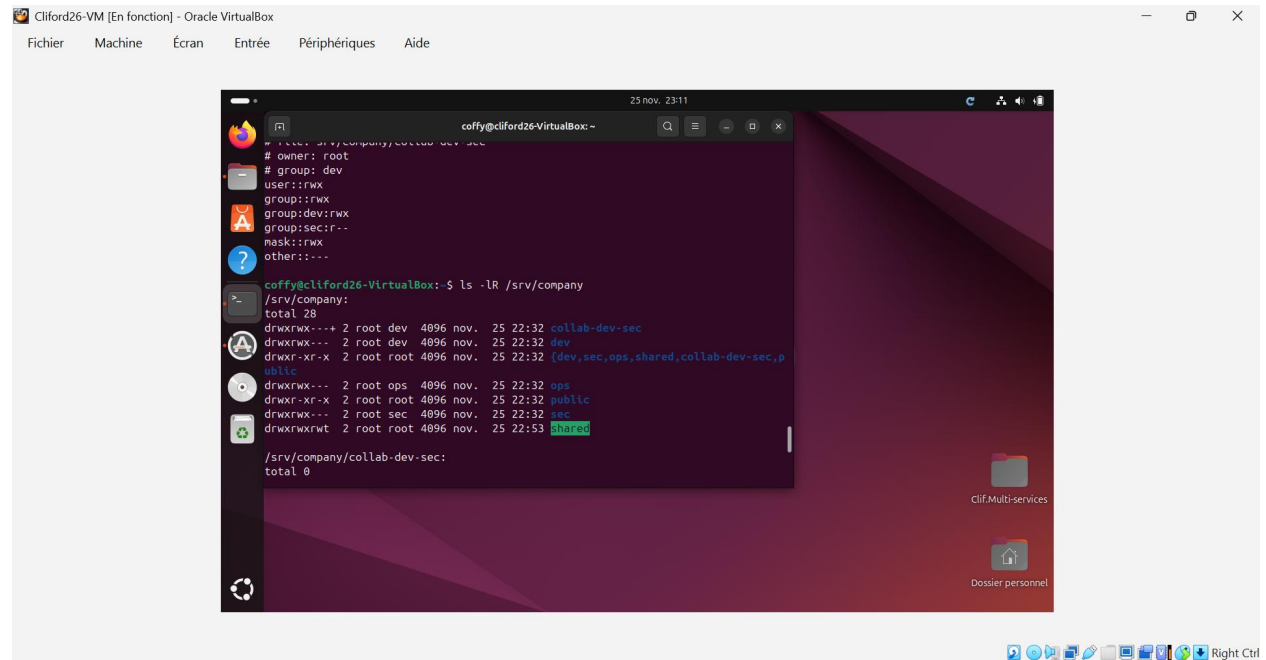 Cliford26-VM [En fonction] - Oracle VirtualBox
Fichier Machine Écran Entrée Périphériques Aide
25 nov. 23:11
coffy@cliford26-VirtualBox: ~
# file: srv/company/collab-dev-sec
# owner: root
# group: dev
user::rwx
group::rwx
group:dev:rwx
group:sec:r--
mask::rwx
other::---
coffy@cliford26-VirtualBox:~$ ls -lR /srv/company
/srv/company:
total 28
drwxrwx---+ 2 root dev 4096 nov. 25 22:32 collab-dev-sec
drwxrwx--- 2 root dev 4096 nov. 25 22:32 dev
drwxr-xr-x 2 root root 4096 nov. 25 22:32 {dev,sec,ops,shared,collab-dev-sec,p
ublic
drwxrwx--- 2 root ops 4096 nov. 25 22:32 ops
drwxr-xr-x 2 root root 4096 nov. 25 22:32 public
drwxrwx--- 2 root sec 4096 nov. 25 22:32 sec
drwxrwxrwt 2 root root 4096 nov. 25 22:53 shared
/srv/company/collab-dev-sec:
total 0
Clif.Multi-services
Dossier personnel
Right Ctrl